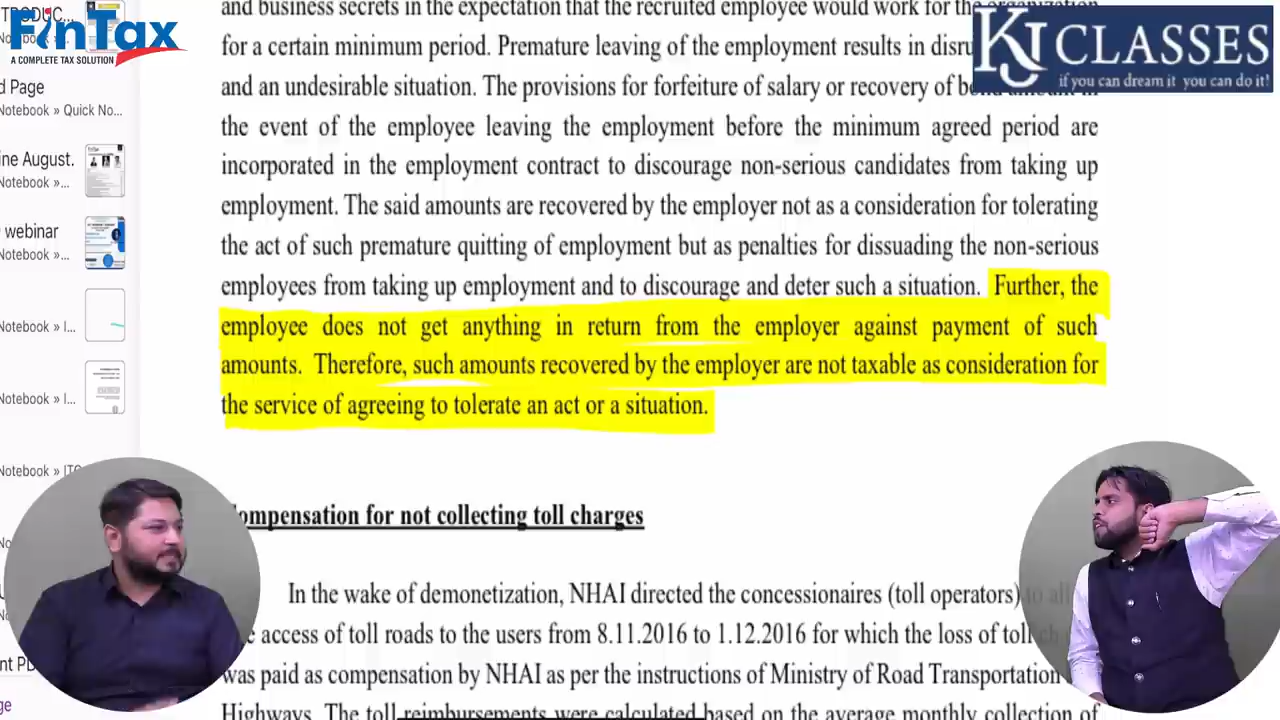 TRODUC...
FinTax
A COMPLETE TAX SOLUTION
KJ CLASSES
if you can dream it you can do it!
d Page
Notebook » Quick No...
ine August.
Notebook »...
webinar
Notebook »...
Notebook » I...
Notebook » I...
Notebook » ITC
nt PD
ge
and business secrets in the expectation that the recruited employee would work for the organization
for a certain minimum period. Premature leaving of the employment results in disru
and an undesirable situation. The provisions for forfeiture of salary or recovery of bond amount in
the event of the employee leaving the employment before the minimum agreed period are
incorporated in the employment contract to discourage non-serious candidates from taking up
employment. The said amounts are recovered by the employer not as a consideration for tolerating
the act of such premature quitting of employment but as penalties for dissuading the non-serious
employees from taking up employment and to discourage and deter such a situation. Further, the
employee does not get anything in return from the employer against payment of such
amounts. Therefore, such amounts recovered by the employer are not taxable as consideration for
the service of agreeing to tolerate an act or a situation.
ompensation for not collecting toll charges
In the wake of demonetization, NHAI directed the concessionaires (toll operators) to all
access of toll roads to the users from 8.11.2016 to 1.12.2016 for which the loss of toll ch
was paid as compensation by NHAI as per the instructions of Ministry of Road Transportation
Highways. The toll reimbursements were calculated based on the average monthly collection of